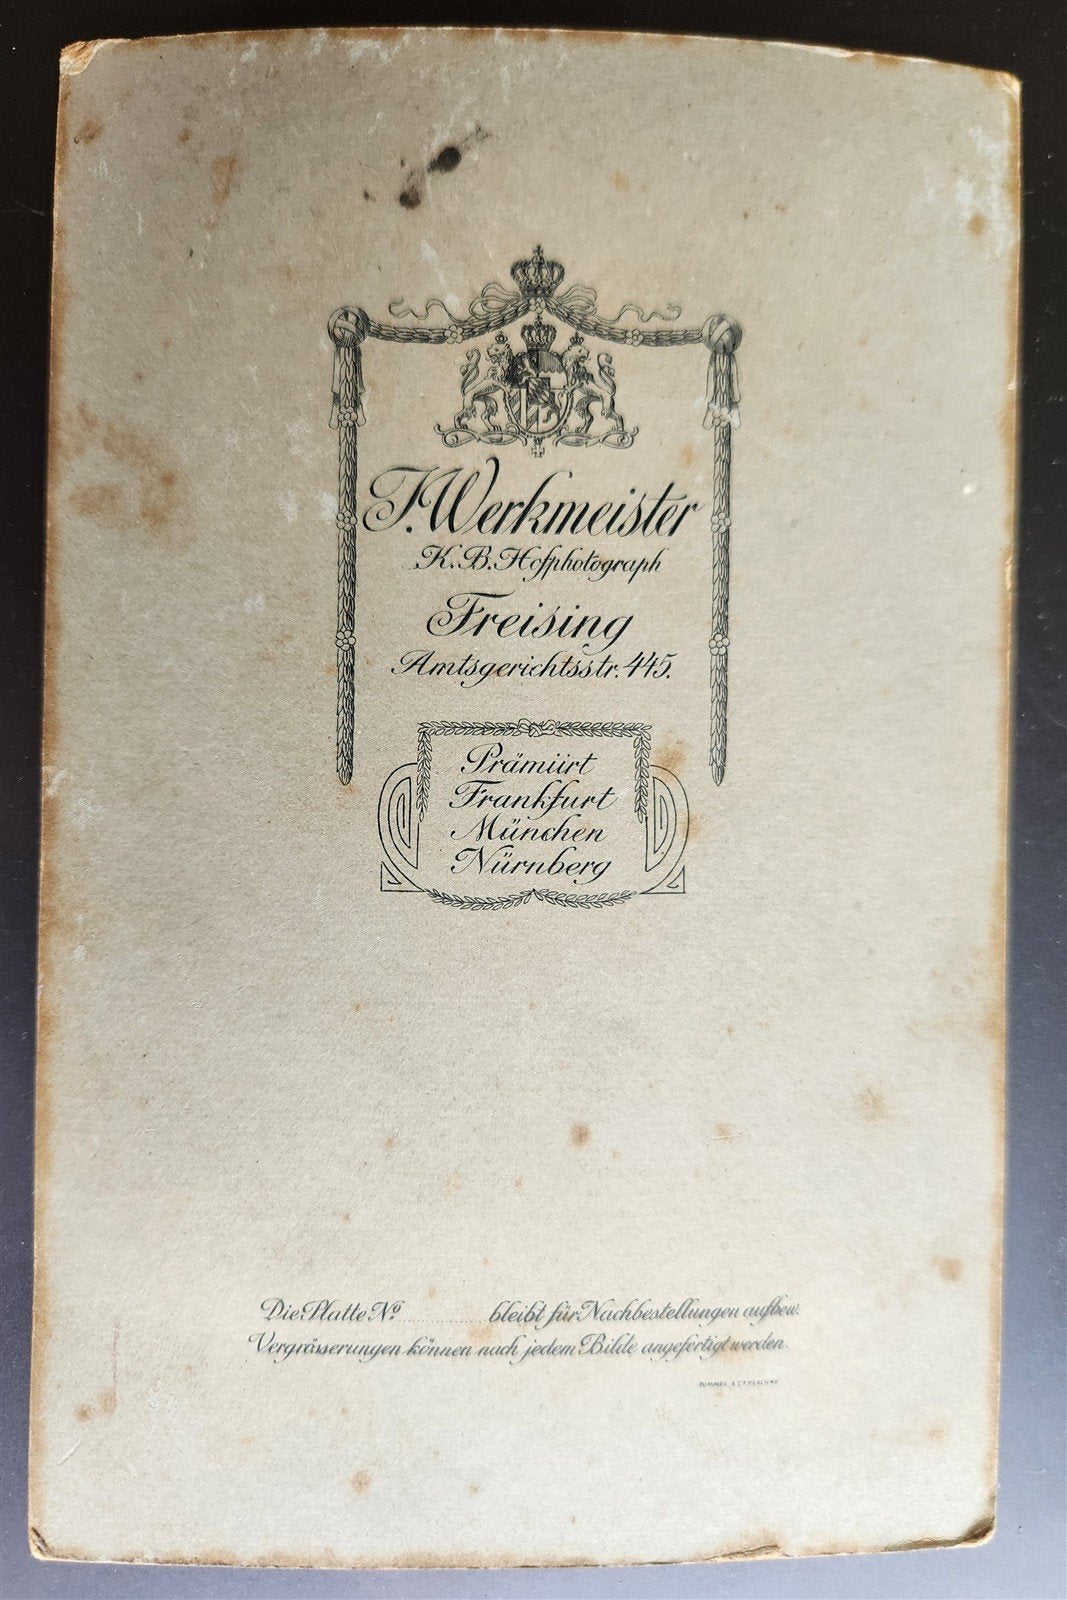 F. Werkmeister
K. B. Hofphotograph
Freising
Amtsgerichtsstr. 445.
Prämiirt
Frankfurt
München
Nürnberg
Die Platte No bleibt für Nachbestellungen aufbew.
Vergrösserungen können nach jedem Bilde angefertigt werden.